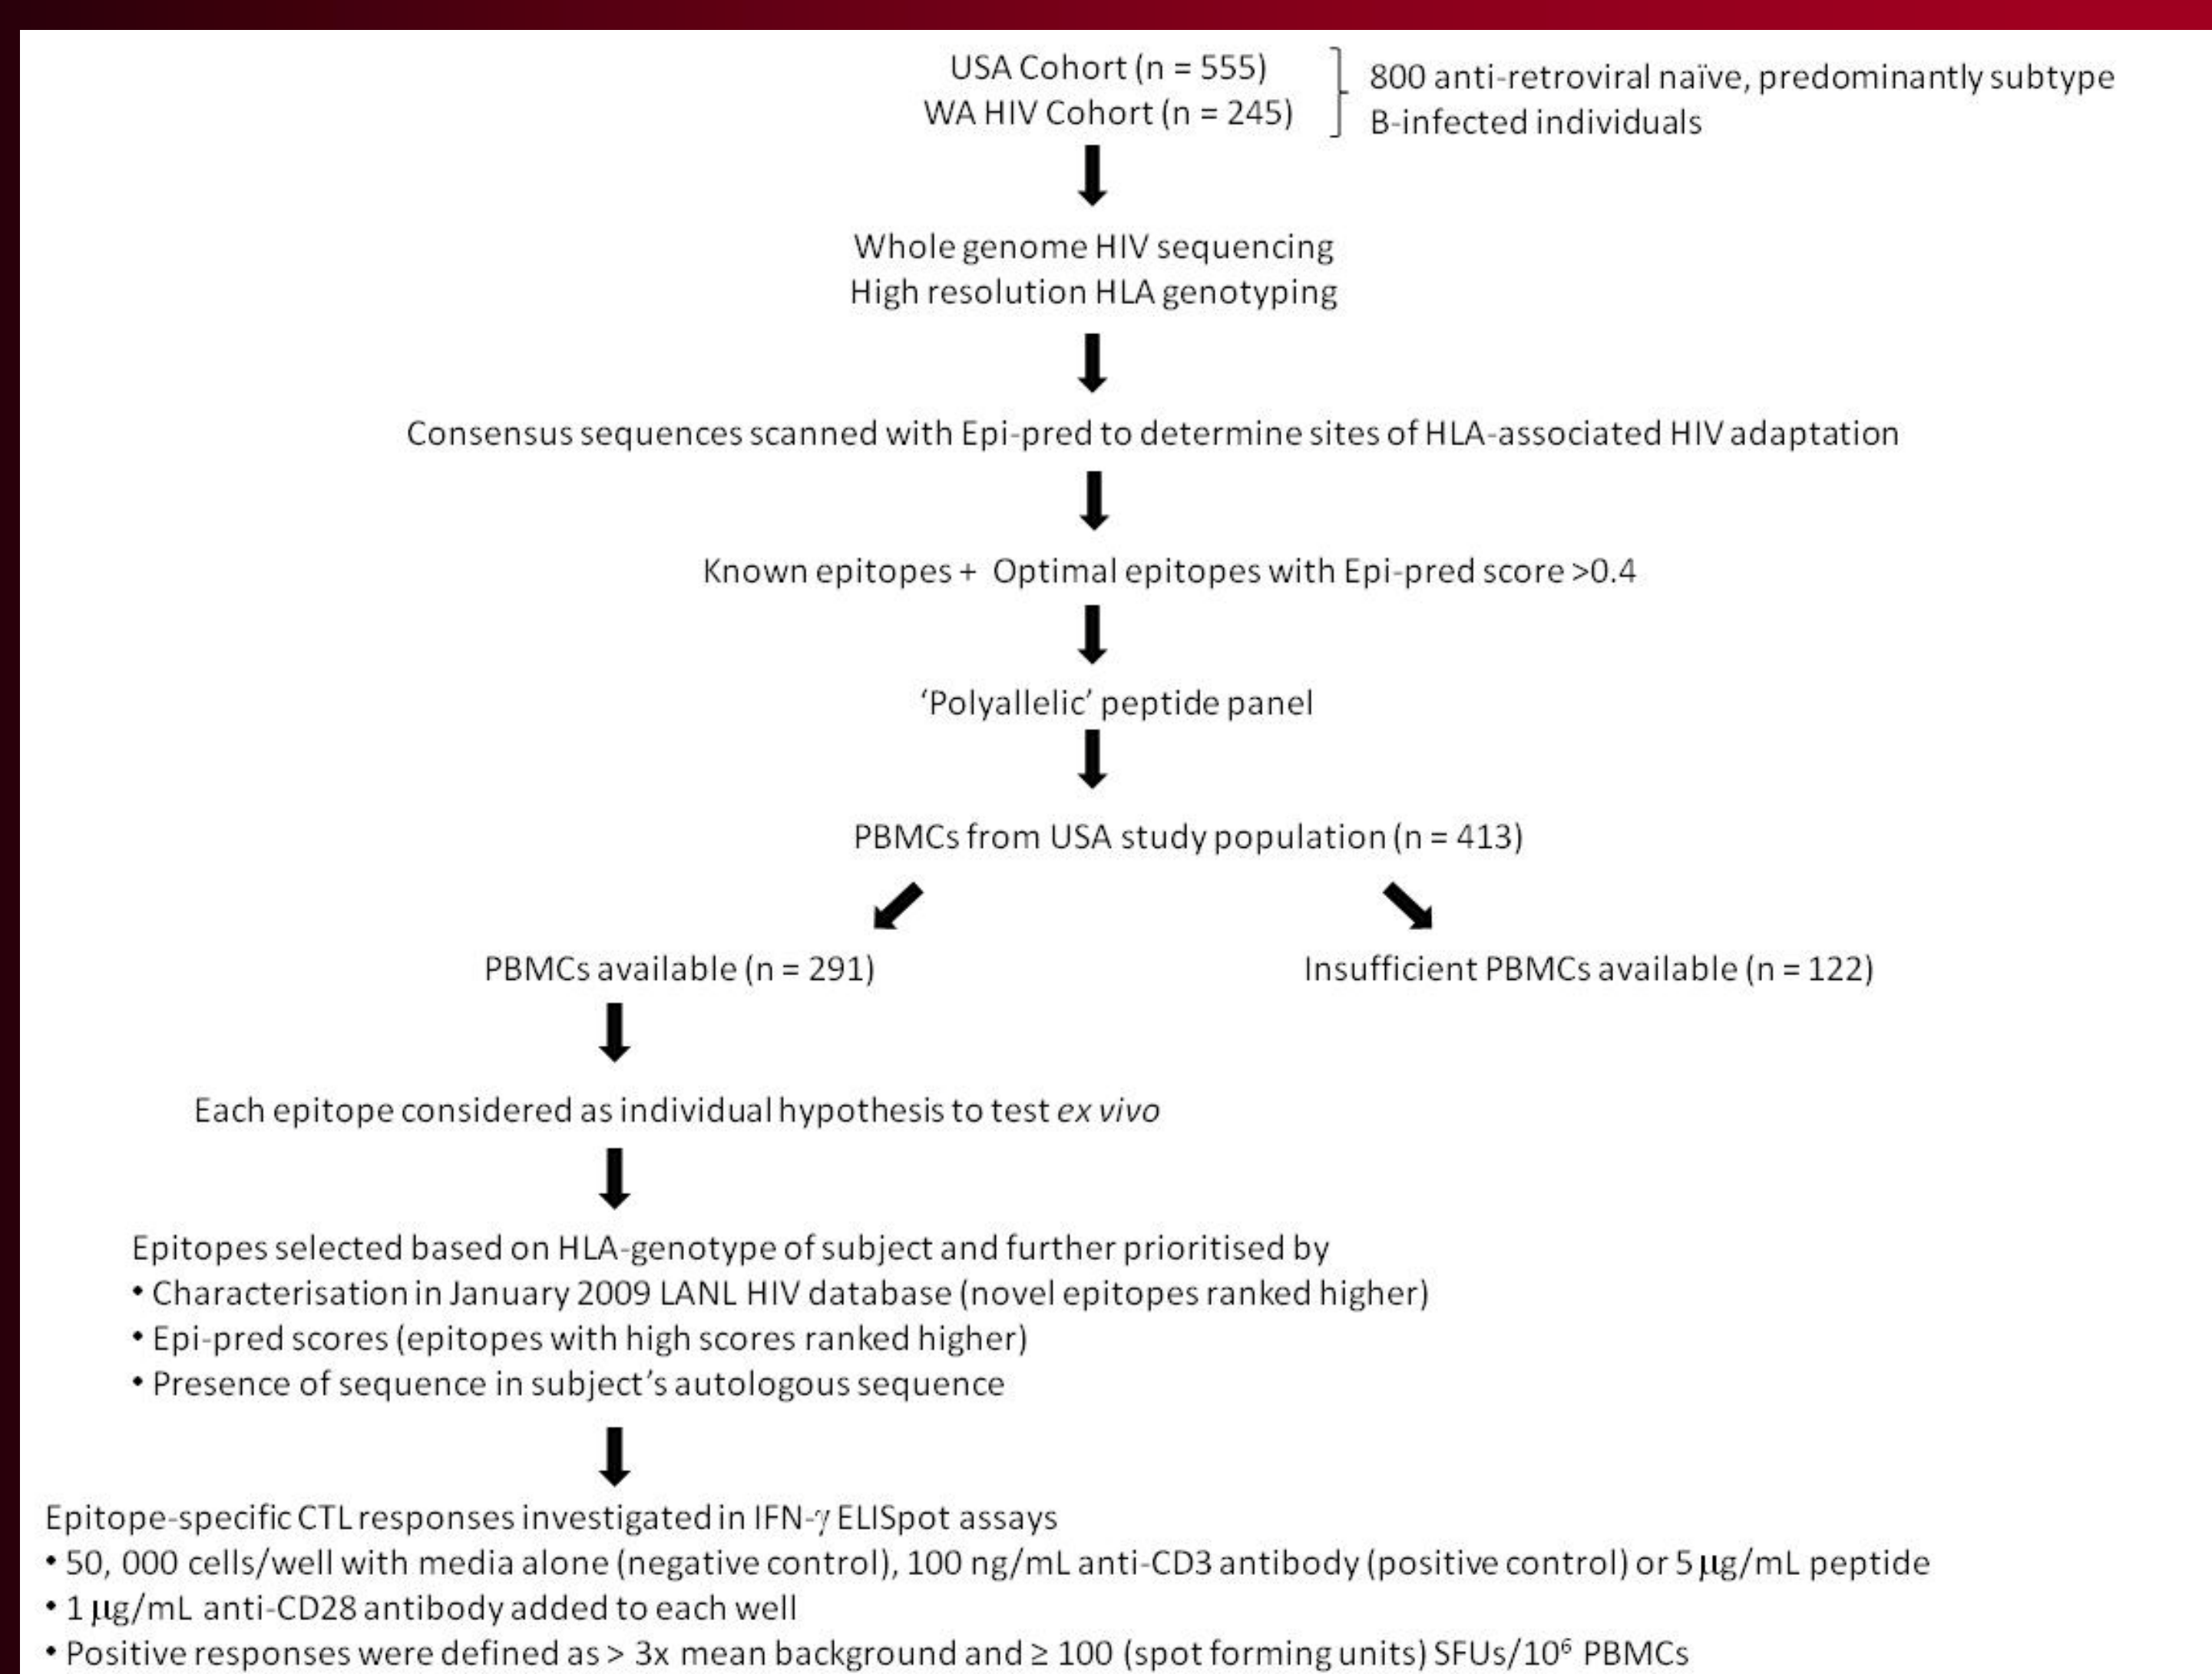 USA Cohort (n = 555)
WA HIV Cohort (n = 245)
800 anti-retroviral naïve, predominantly subtype
B-infected individuals
Whole genome HIV sequencing
High resolution HLA genotyping
Consensus sequences scanned with Epi-pred to determine sites of HLA-associated HIV adaptation
Known epitopes + Optimal epitopes with Epi-pred score >0.4
‘Polyallelic’ peptide panel
PBMCs from USA study population (n = 413)
PBMCs available (n = 291)
Insufficient PBMCs available (n = 122)
Each epitope considered as individual hypothesis to test ex vivo
Epitopes selected based on HLA-genotype of subject and further prioritised by
• Characterisation in January 2009 LANL HIV database (novel epitopes ranked higher)
• Epi-pred scores (epitopes with high scores ranked higher)
• Presence of sequence in subject’s autologous sequence
Epitope-specific CTL responses investigated in IFN-γ ELISpot assays
• 50, 000 cells/well with media alone (negative control), 100 ng/mL anti-CD3 antibody (positive control) or 5 μg/mL peptide
• 1 μg/mL anti-CD28 antibody added to each well
• Positive responses were defined as > 3x mean background and ≥ 100 (spot forming units) SFUs/10⁶ PBMCs